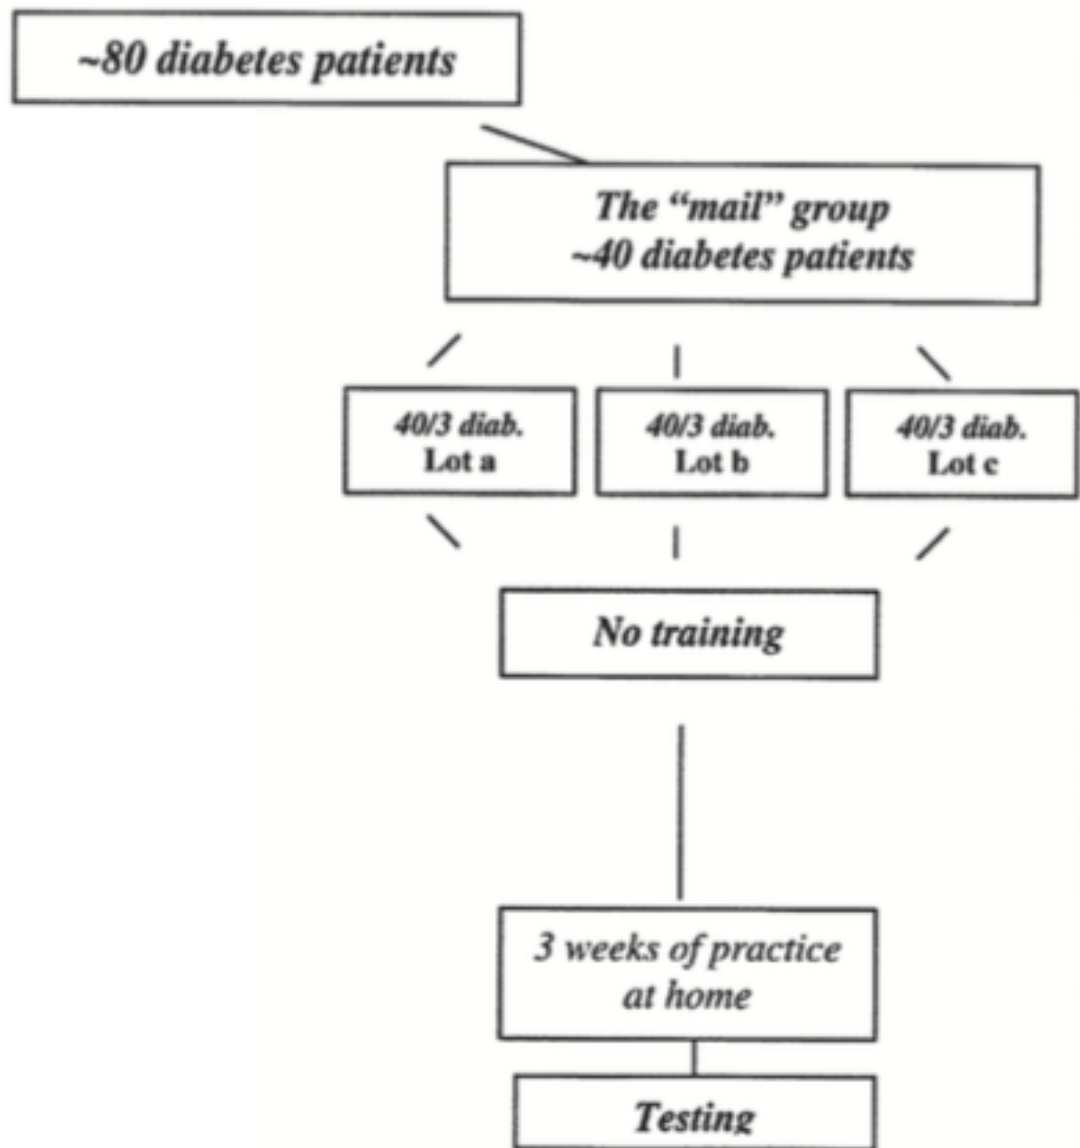 ~80 diabetes patients
The “mail” group
~40 diabetes patients
40/3 diab.
Lot a
40/3 diab.
Lot b
40/3 diab.
Lot c
No training
3 weeks of practice
at home
Testing